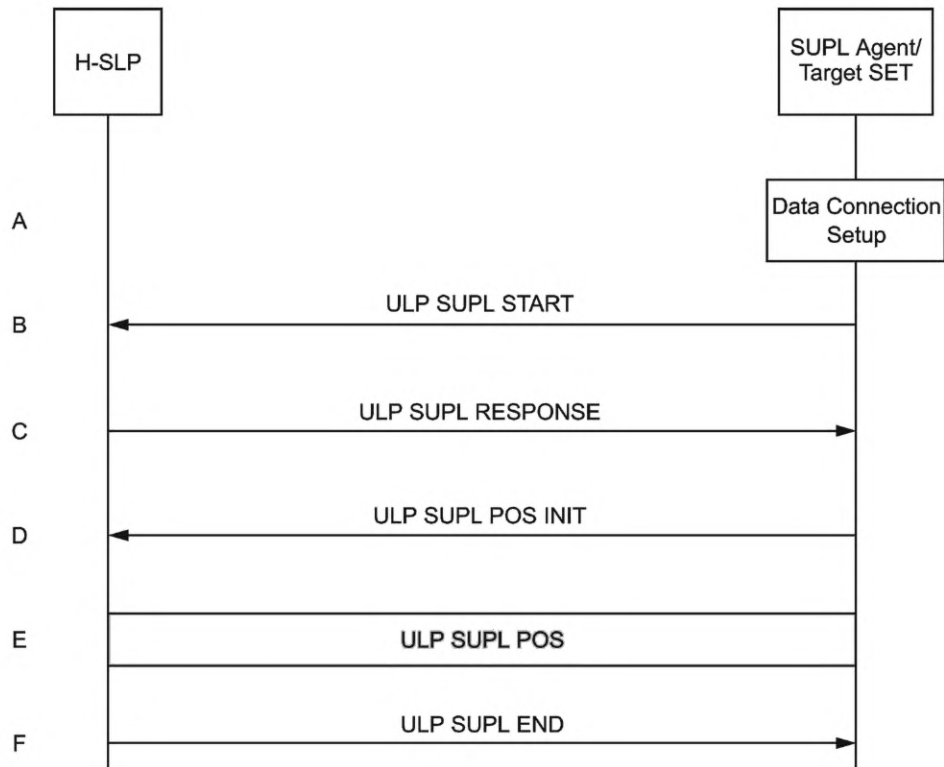 H-SLP
SUPL Agent/
Target SET
A
Data Connection
Setup
B
ULP SUPL START
C
ULP SUPL RESPONSE
D
ULP SUPL POS INIT
E
ULP SUPL POS
F
ULP SUPL END